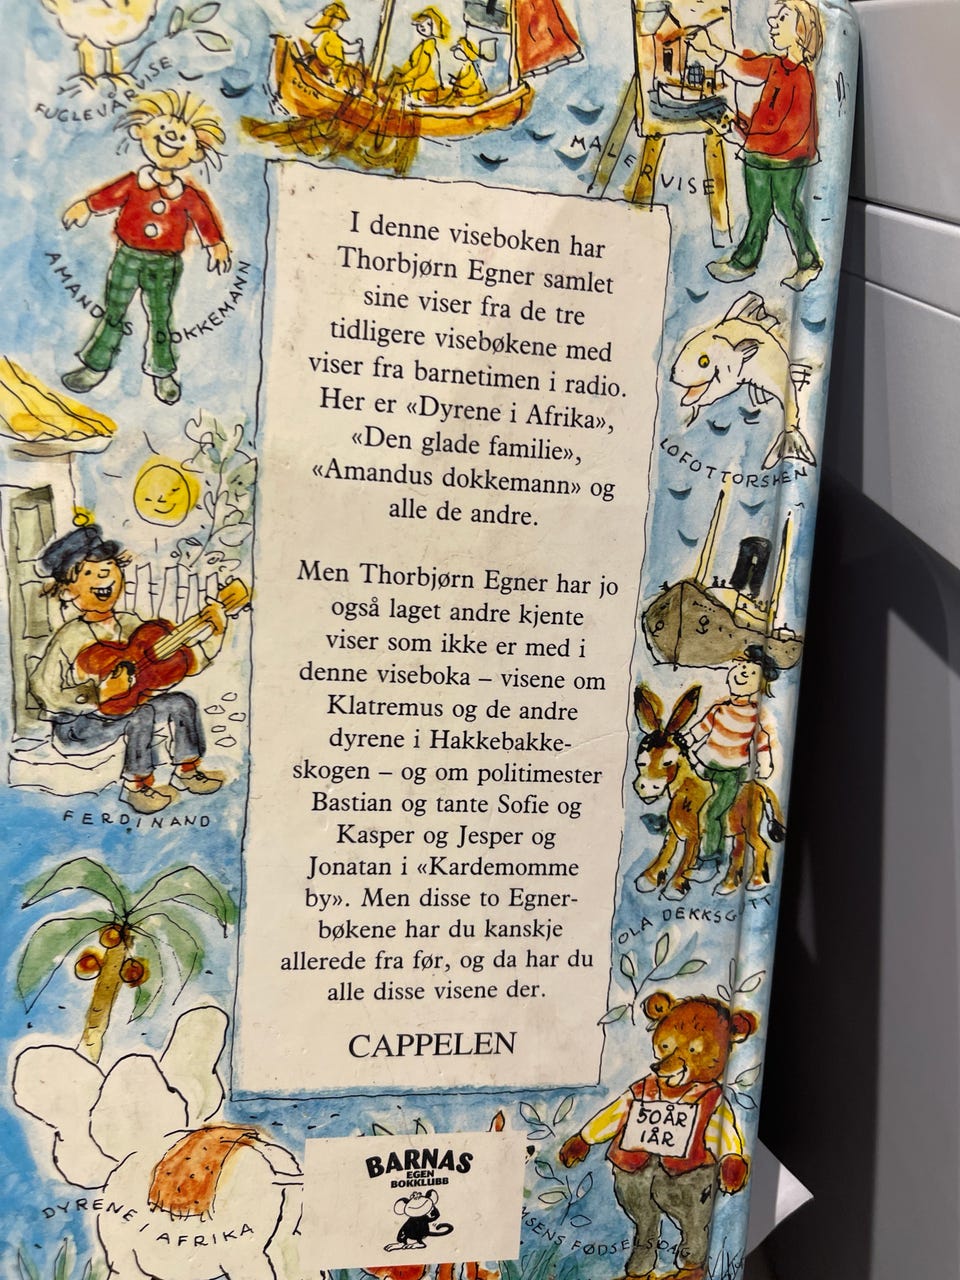 FUGLEVÅRVISE
MALERVISE
AMANDUS DOKKEMANN
I denne viseboken har
Thorbjørn Egner samlet
sine viser fra de tre
tidligere visebøkene med
viser fra barnetimen i radio.
Her er «Dyrene i Afrika»,
«Den glade familie»,
«Amandus dokkemann» og
alle de andre.
LOFOTTORSKEN
Men Thorbjørn Egner har jo
også laget andre kjente
viser som ikke er med i
denne viseboka – visene om
Klatremus og de andre
dyrene i Hakkebakke-
skogen – og om politimester
Bastian og tante Sofie og
Kasper og Jesper og
Jonatan i «Kardemomme
by». Men disse to Egner-
bøkene har du kanskje
allerede fra før, og da har du
alle disse visene der.
CAPPELEN
FERDINAND
OLA DEKKSGUTT
50 ÅR
I ÅR
BARNAS
EGEN
BOKKLUBB
DYRENE I AFRIKA
FØDSELSDAG